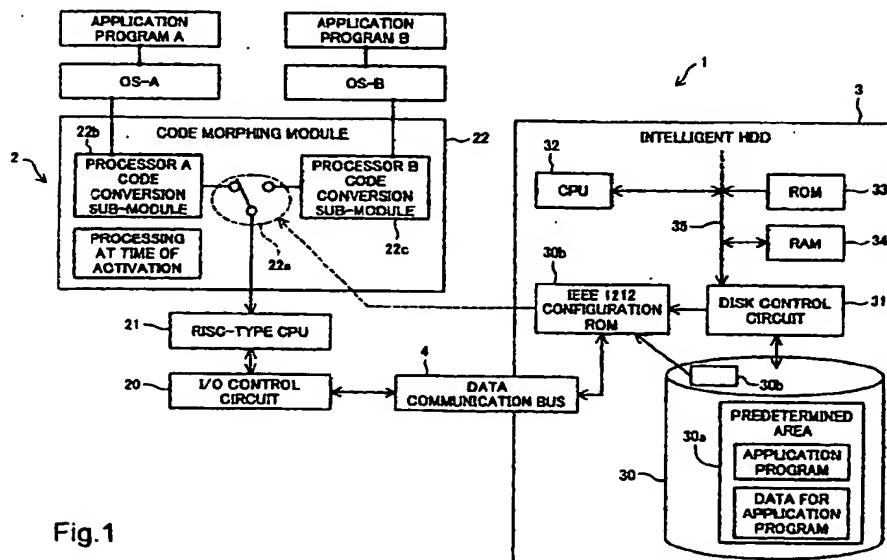 APPLICATION
PROGRAM A
APPLICATION
PROGRAM B
OS-A
OS-B
1
3
22b
CODE MORPHING MODULE
22
2
PROCESSOR A
CODE
CONVERSION
SUB-MODULE
PROCESSOR B
CODE
CONVERSION
SUB-MODULE
PROCESSING
AT TIME OF
ACTIVATION
22a
22c
INTELLIGENT HDD
32
CPU
ROM
33
35
RAM
34
30b
IEEE 1212
CONFIGURATION
ROM
DISK CONTROL
CIRCUIT
31
21
RISC-TYPE CPU
20
I/O CONTROL
CIRCUIT
4
DATA
COMMUNICATION BUS
30b
PREDETERMINED
AREA
30a
APPLICATION
PROGRAM
30
DATA FOR
APPLICATION
PROGRAM
Fig.1